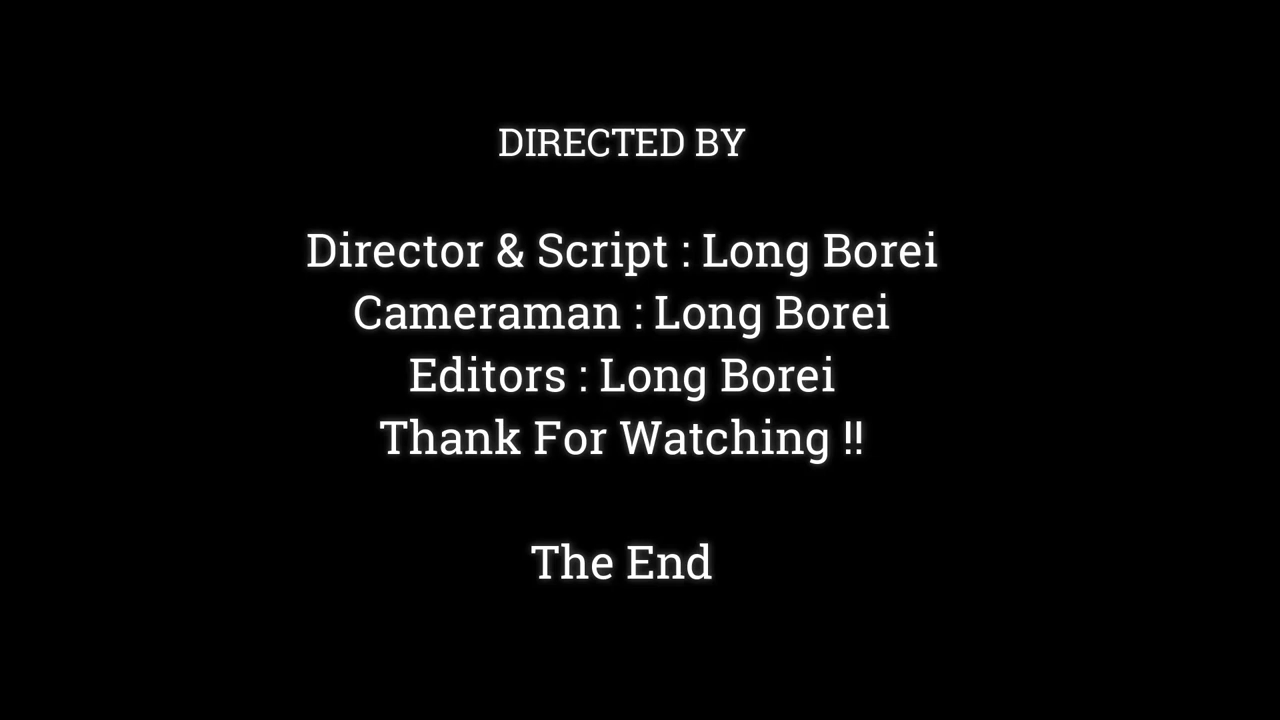 DIRECTED BY
Director & Script : Long Borei
Cameraman : Long Borei
Editors : Long Borei
Thank For Watching !!
The End